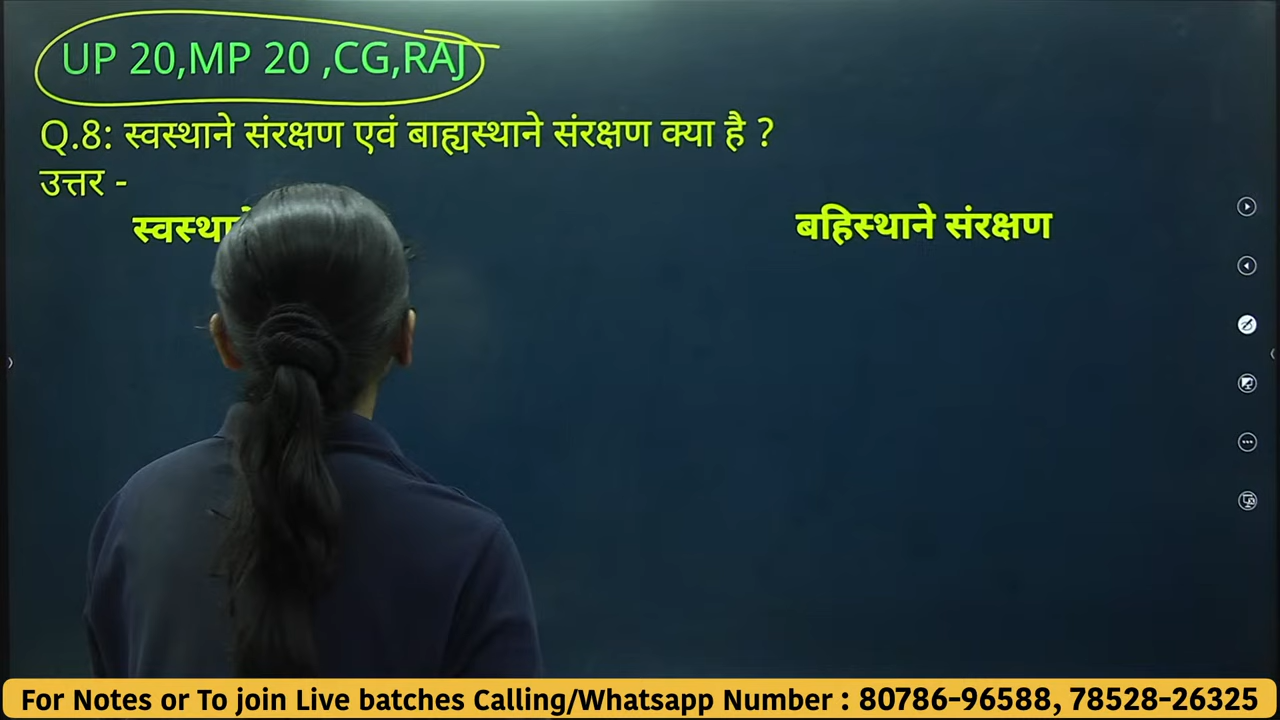 UP 20,MP 20 ,CG,RAJ
Q.8: स्वस्थाने संरक्षण एवं बाह्यस्थाने संरक्षण क्या है ?
उत्तर -
बहिस्थाने संरक्षण
For Notes or To join Live batches Calling/Whatsapp Number : 80786-96588, 78528-26325